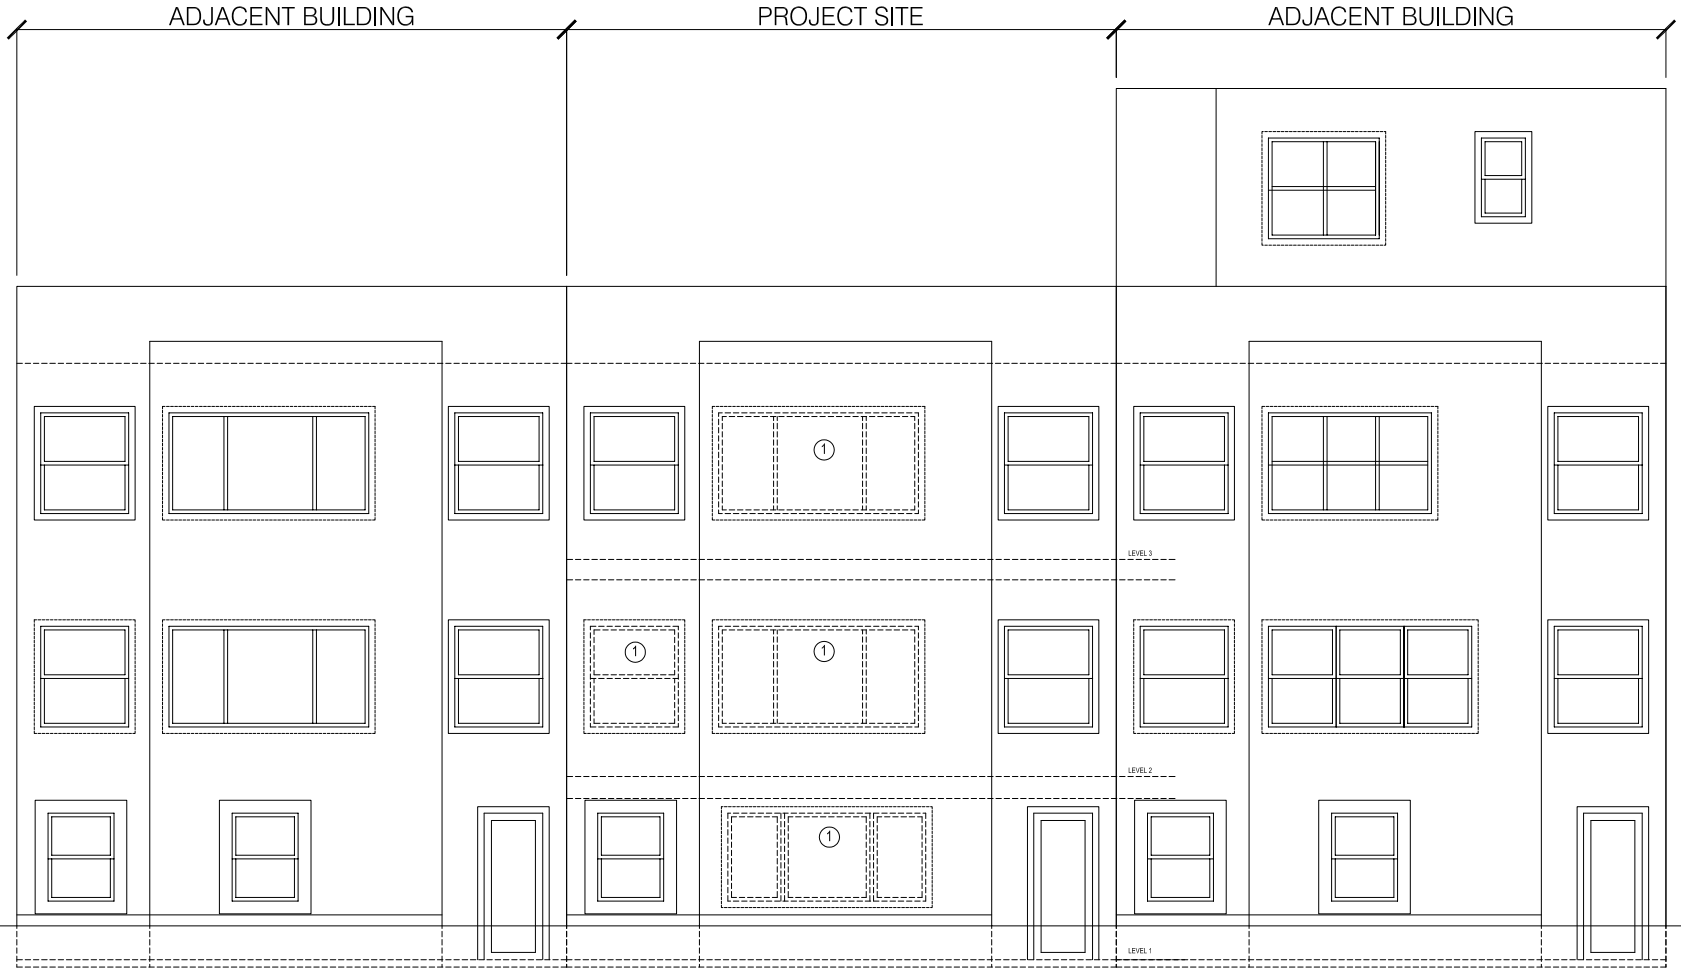 ADJACENT BUILDING
PROJECT SITE
ADJACENT BUILDING
1
LEVEL 3
1
1
LEVEL 2
1
LEVEL 1